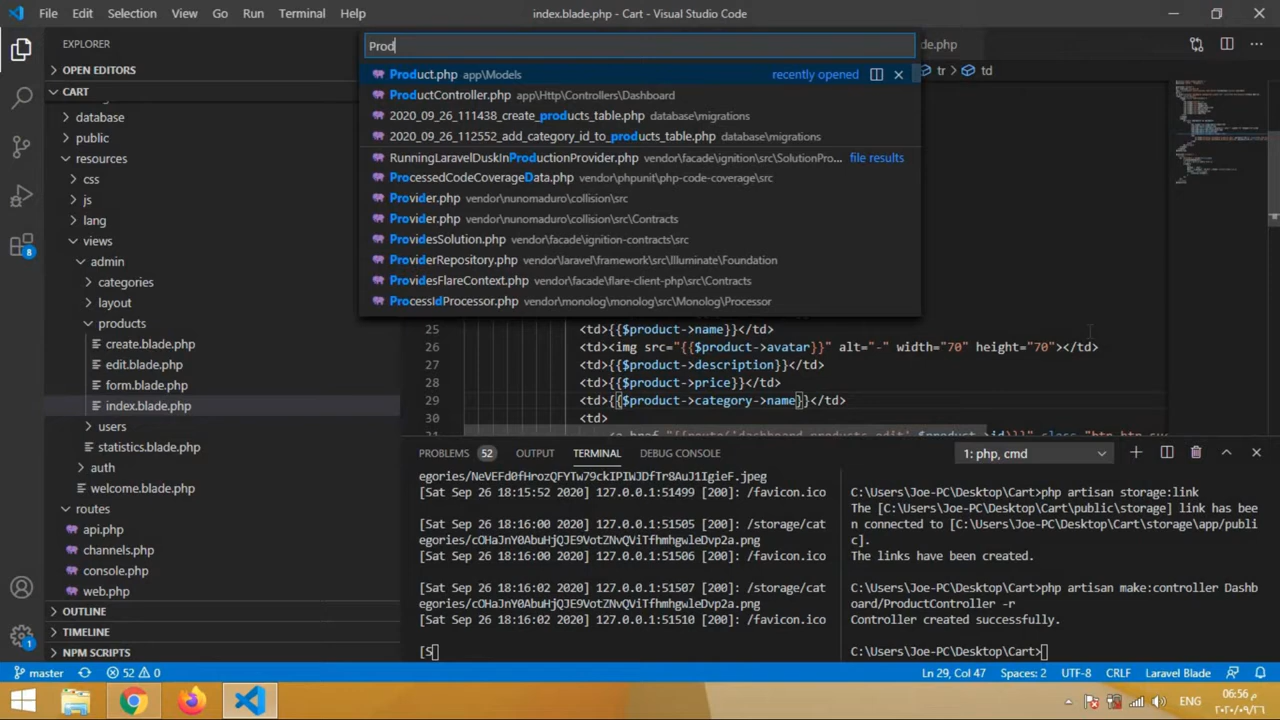 File Edit Selection View Go Run Terminal Help
index.blade.php - Cart - Visual Studio Code
EXPLORER
OPEN EDITORS
CART
database
public
resources
css
js
lang
views
admin
categories
layout
products
create.blade.php
edit.blade.php
form.blade.php
index.blade.php
users
statistics.blade.php
auth
welcome.blade.php
routes
api.php
channels.php
console.php
web.php
OUTLINE
TIMELINE
NPM SCRIPTS
8
1
Prod
Product.php app\Models recently opened
ProductController.php app\Http\Controllers\Dashboard
2020_09_26_111438_create_products_table.php database\migrations
2020_09_26_112552_add_category_id_to_products_table.php database\migrations
RunningLaravelDuskInProductionProvider.php vendor\facade\ignition\src\SolutionPro... file results
ProcessedCodeCoverageData.php vendor\phpunit\php-code-coverage\src
Provider.php vendor\nunomaduro\collision\src
Provider.php vendor\nunomaduro\collision\src\Contracts
ProvidesSolution.php vendor\facade\ignition-contracts\src
ProviderRepository.php vendor\laravel\framework\src\Illuminate\Foundation
ProvidesFlareContext.php vendor\facade\flare-client-php\src\Contracts
ProcessIdProcessor.php vendor\monolog\monolog\src\Monolog\Processor
de.php
tr > td
25 <td>{{$product->name}}</td>
26 <td><img src="{{$product->avatar}}" alt="-" width="70" height="70"></td>
27 <td>{{$product->description}}</td>
28 <td>{{$product->price}}</td>
29 <td>{{$product->category->name}}</td>
30 <td>
PROBLEMS 52 OUTPUT TERMINAL DEBUG CONSOLE
1: php, cmd
egories/NeVEFd0fHrozQFYTw79ckIPIWJDfTr8AuJ1IgieF.jpeg
[Sat Sep 26 18:15:52 2020] 127.0.0.1:51499 [200]: /favicon.ico
[Sat Sep 26 18:16:00 2020] 127.0.0.1:51505 [200]: /storage/cat
egories/cOHaJnY0AbuHjQJE9VotZNvQViTfhmhgwleDvp2a.png
[Sat Sep 26 18:16:00 2020] 127.0.0.1:51506 [200]: /favicon.ico
[Sat Sep 26 18:16:02 2020] 127.0.0.1:51507 [200]: /storage/cat
egories/cOHaJnY0AbuHjQJE9VotZNvQViTfhmhgwleDvp2a.png
[Sat Sep 26 18:16:02 2020] 127.0.0.1:51510 [200]: /favicon.ico
[S
C:\Users\Joe-PC\Desktop\Cart>php artisan storage:link
The [C:\Users\Joe-PC\Desktop\Cart\public\storage] link has bee
n connected to [C:\Users\Joe-PC\Desktop\Cart\storage\app/publi
c].
The links have been created.
C:\Users\Joe-PC\Desktop\Cart>php artisan make:controller Dashb
oard/ProductController -r
Controller created successfully.
C:\Users\Joe-PC\Desktop\Cart>
master 52 0
Ln 29, Col 47 Spaces: 2 UTF-8 CRLF Laravel Blade
ENG
06:56 م
٢٠٢٠/٠٩/٢٦